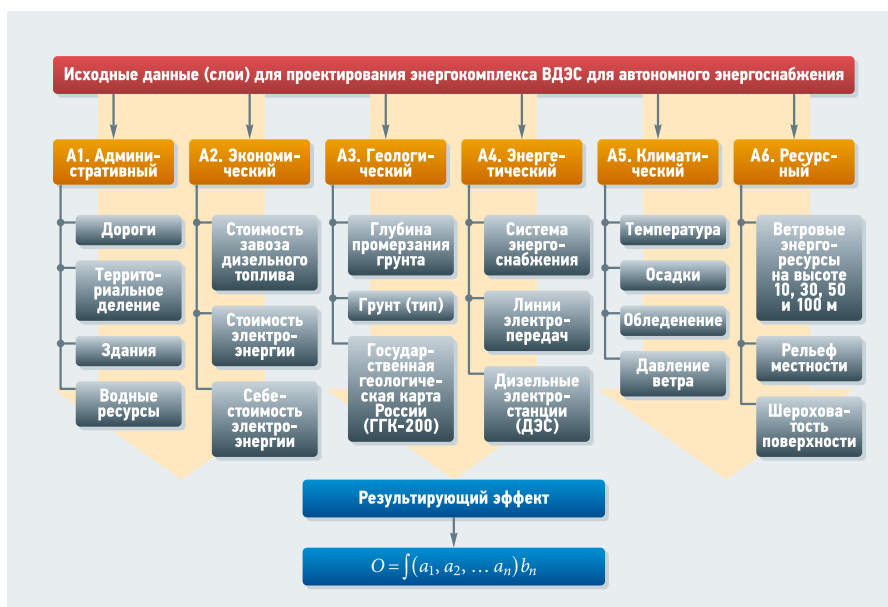 Исходные данные (слои) для проектирования энергокомплекса ВДЭС для автономного энергоснабжения
А1. Админи-
стративный
Дороги
Террито-
риальное
деление
Здания
Водные
ресурсы
А2. Экономи-
ческий
Стоимость
завоза
дизельного
топлива
Стоимость
электро-
энергии
Себе-
стоимость
электро-
энергии
А3. Геологи-
ческий
Глубина
промерзания
грунта
Грунт (тип)
Государ-
ственная
геологиче-
ская карта
России
(ГГК-200)
А4. Энерге-
тический
Система
энерго-
снабжения
Линии
электро-
передач
Дизельные
электро-
станции
(ДЭС)
А5. Климати-
ческий
Температура
Осадки
Обледенение
Давление
ветра
А6. Ресурс-
ный
Ветровые
энерго-
ресурсы
на высоте
10, 30, 50
и 100 м
Рельеф
местности
Шерохова-
тость
поверхности
Результирующий эффект
O = ∫(a₁, a₂, … aₙ)bₙ